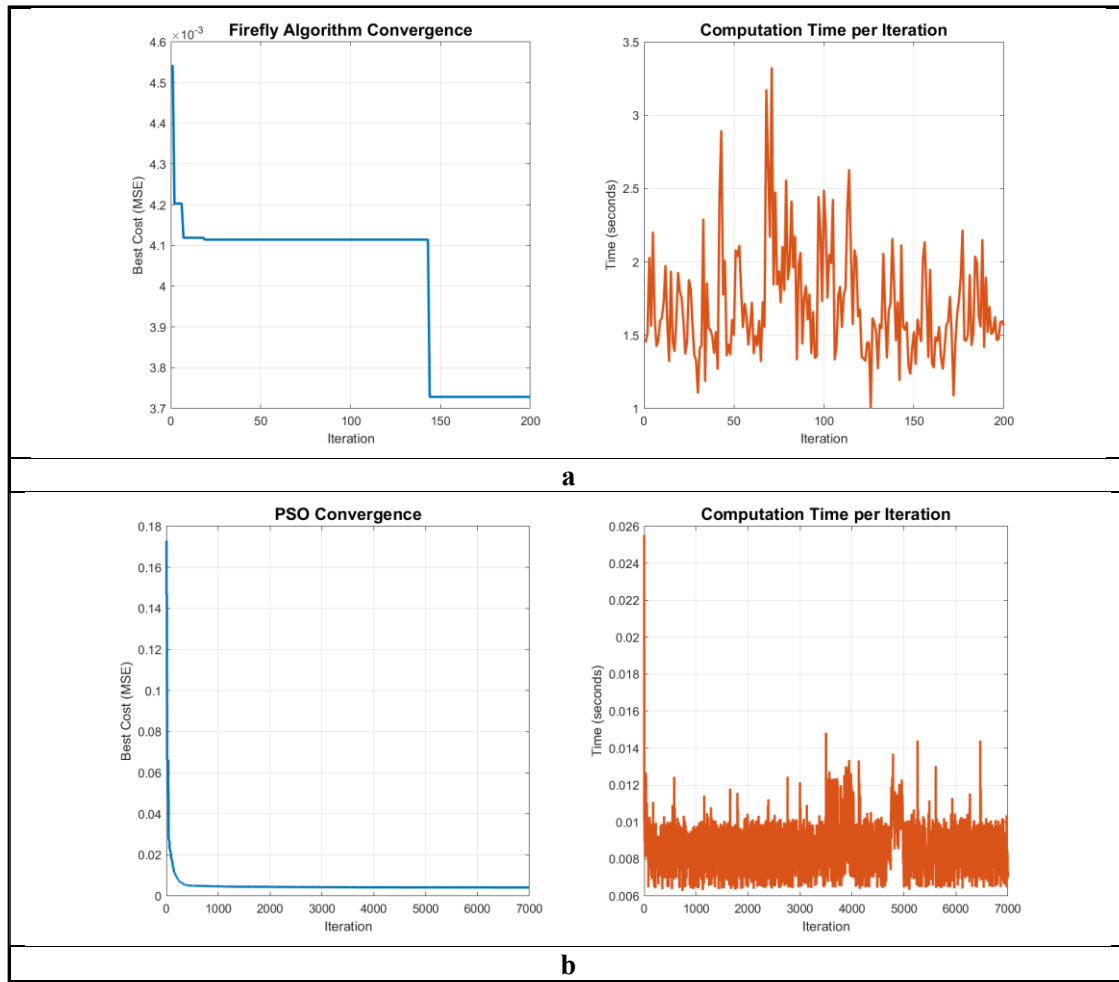 Firefly Algorithm Convergence
×10⁻³
4.6
4.5
4.4
4.3
4.2
4.1
4
3.9
3.8
3.7
Best Cost (MSE)
0 50 100 150 200
Iteration
Computation Time per Iteration
3.5
3
2.5
2
1.5
1
Time (seconds)
0 50 100 150 200
Iteration
a
PSO Convergence
0.18
0.16
0.14
0.12
0.1
0.08
0.06
0.04
0.02
0
Best Cost (MSE)
0 1000 2000 3000 4000 5000 6000 7000
Iteration
Computation Time per Iteration
0.026
0.024
0.022
0.02
0.018
0.016
0.014
0.012
0.01
0.008
0.006
Time (seconds)
0 1000 2000 3000 4000 5000 6000 7000
Iteration
b